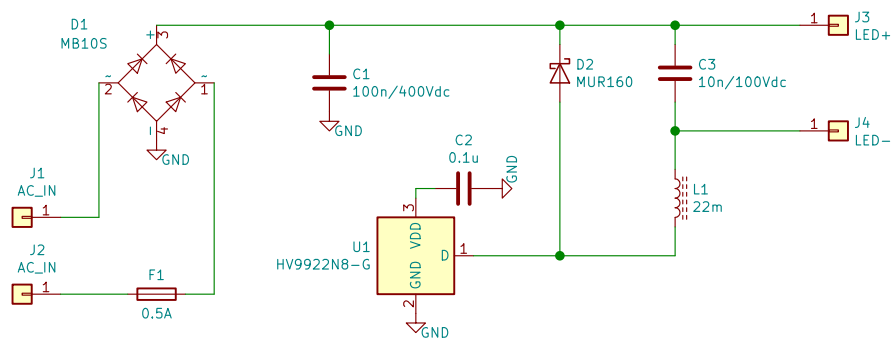 D1
MB10S
+
3
~
2
~
1
−
4
GND
J1
AC_IN
1
J2
AC_IN
1
F1
0.5A
C1
100n/400Vdc
GND
C2
0.1u
GND
U1
HV9922N8-G
3
VDD
D
1
GND
2
GND
D2
MUR160
C3
10n/100Vdc
L1
22m
1
J3
LED+
1
J4
LED-